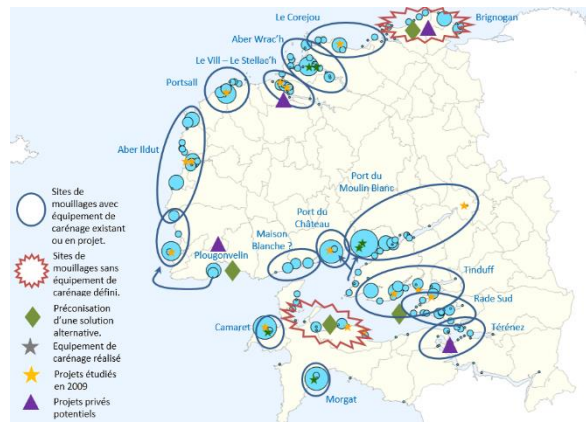 Le Corejou
Brignogan
Aber Wrac'h
Le Vill – Le Stellac'h
Portsall
Aber Ildut
Port du
Moulin Blanc
Port du
Château
Maison
Blanche ?
Plougonvelin
Tinduff
Rade Sud
Camaret
Térénez
Morgat
Sites de
mouillages avec
équipement de
carénage existant
ou en projet.
Sites de
mouillages sans
équipement de
carénaze défini.
Préconisation
d'une solution
alternative.
Equipement de
carénage réalisé
Projets étudiés
en 2009
Projets privés
potentiels